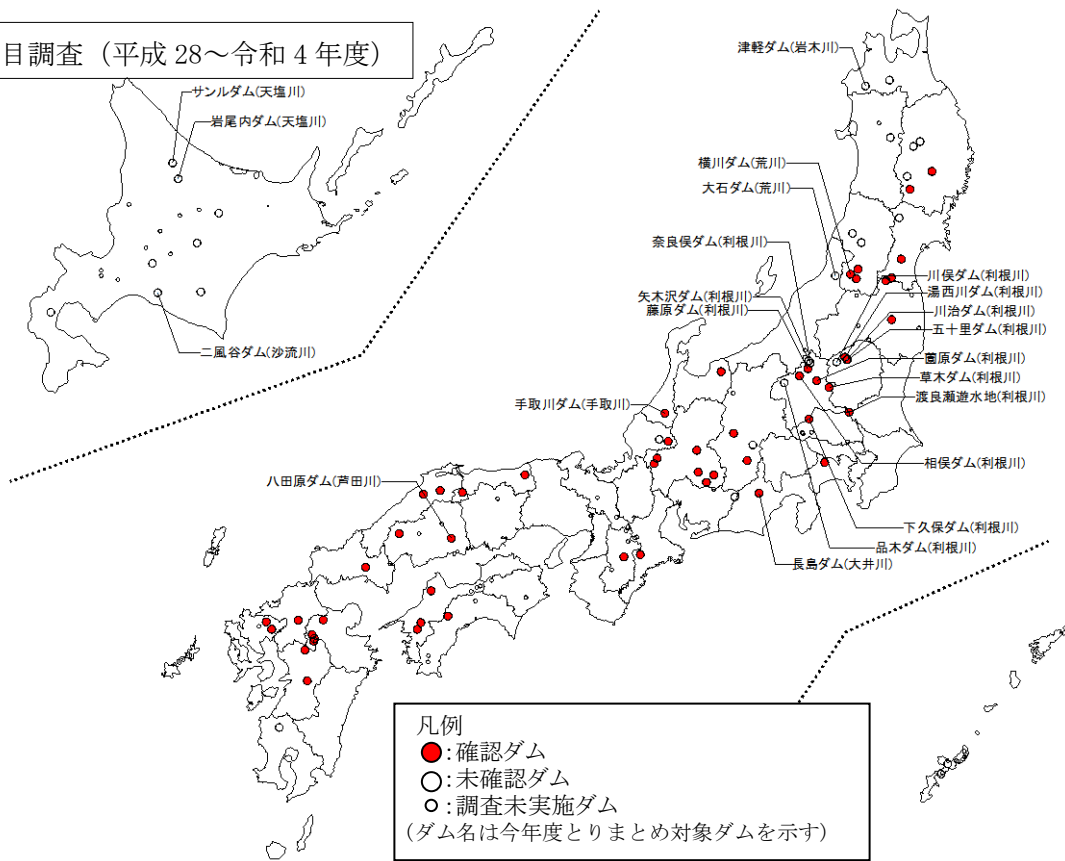 目調査（平成 28～令和 4 年度）
サンルダム(天塩川)
岩尾内ダム(天塩川)
二風谷ダム(沙流川)
津軽ダム(岩木川)
横川ダム(荒川)
大石ダム(荒川)
奈良俣ダム(利根川)
矢木沢ダム(利根川)
藤原ダム(利根川)
川俣ダム(利根川)
湯西川ダム(利根川)
川治ダム(利根川)
五十里ダム(利根川)
薗原ダム(利根川)
草木ダム(利根川)
渡良瀬遊水地(利根川)
手取川ダム(手取川)
相俣ダム(利根川)
八田原ダム(芦田川)
下久保ダム(利根川)
品木ダム(利根川)
長島ダム(大井川)
凡例
：確認ダム
：未確認ダム
：調査未実施ダム
(ダム名は今年度とりまとめ対象ダムを示す)